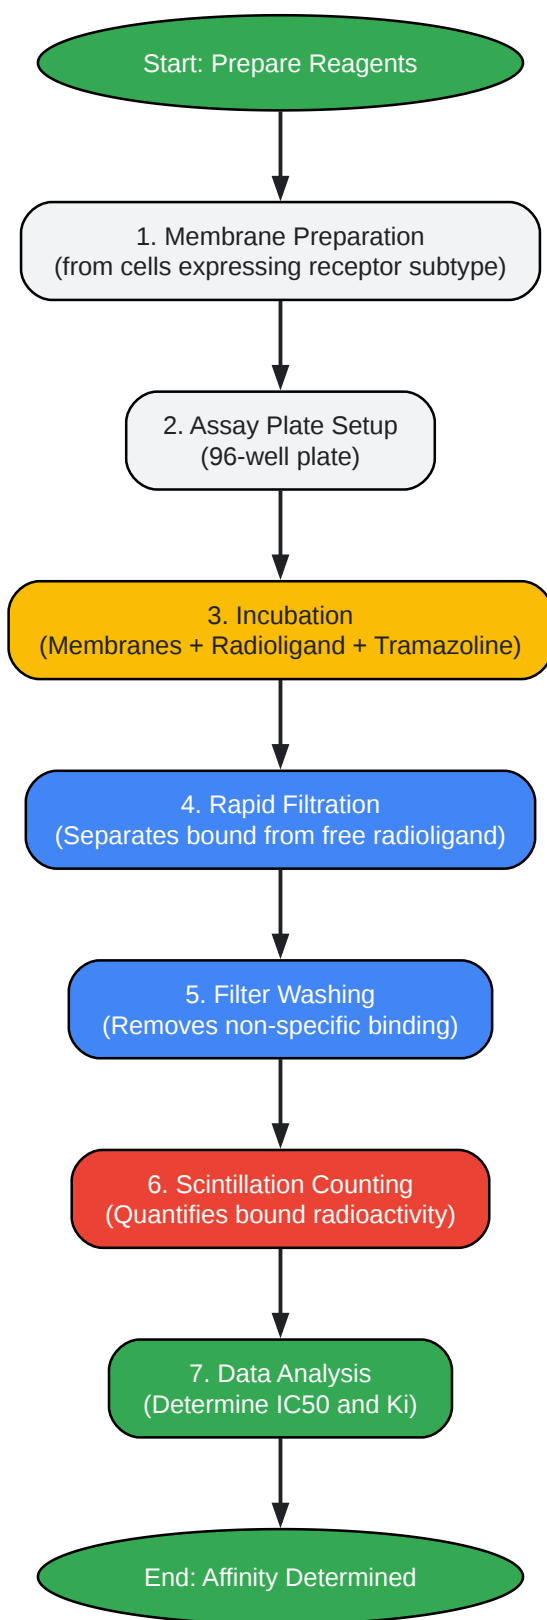 Start: Prepare Reagents
1. Membrane Preparation
(from cells expressing receptor subtype)
2. Assay Plate Setup
(96-well plate)
3. Incubation
(Membranes + Radioligand + Tramazoline)
4. Rapid Filtration
(Separates bound from free radioligand)
5. Filter Washing
(Removes non-specific binding)
6. Scintillation Counting
(Quantifies bound radioactivity)
7. Data Analysis
(Determine IC50 and Ki)
End: Affinity Determined